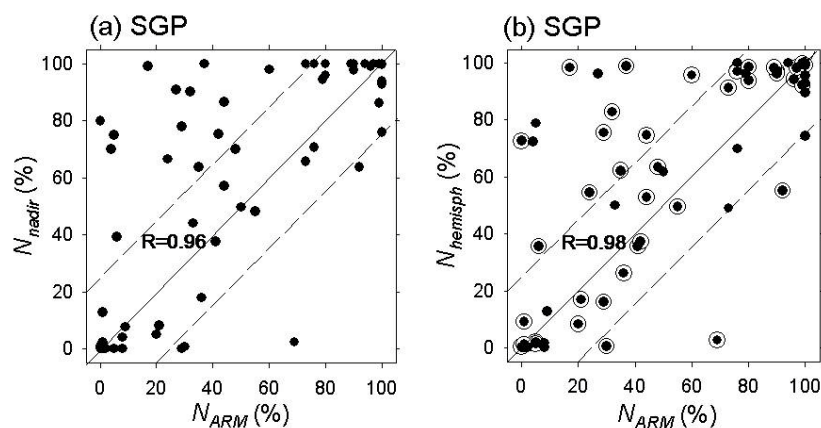 (a) SGP
100
80
60
40
20
0
N_nadir (%)
R=0.96
0 20 40 60 80 100
N_ARM (%)
(b) SGP
100
80
60
40
20
0
N_hemisph (%)
R=0.98
0 20 40 60 80 100
N_ARM (%)